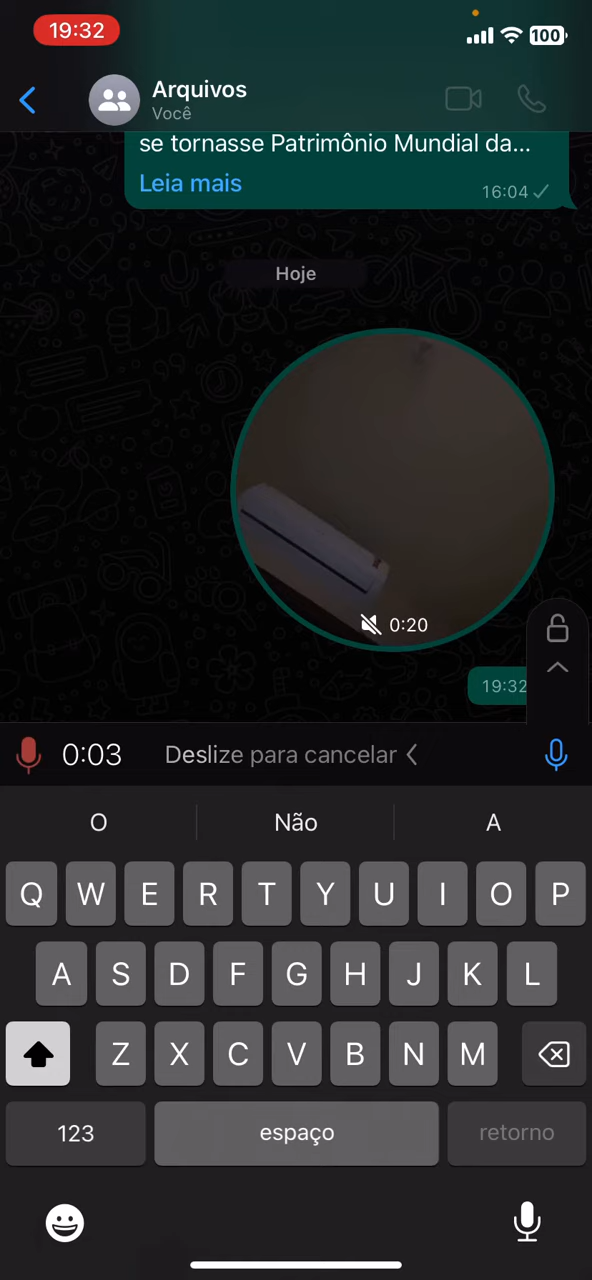 19:32
100
Arquivos
Você
se tornasse Patrimônio Mundial da...
Leia mais
16:04
Hoje
0:20
19:32
0:03 Deslize para cancelar
O Não A
Q W E R T Y U I O P
A S D F G H J K L
Z X C V B N M
123 espaço retorno